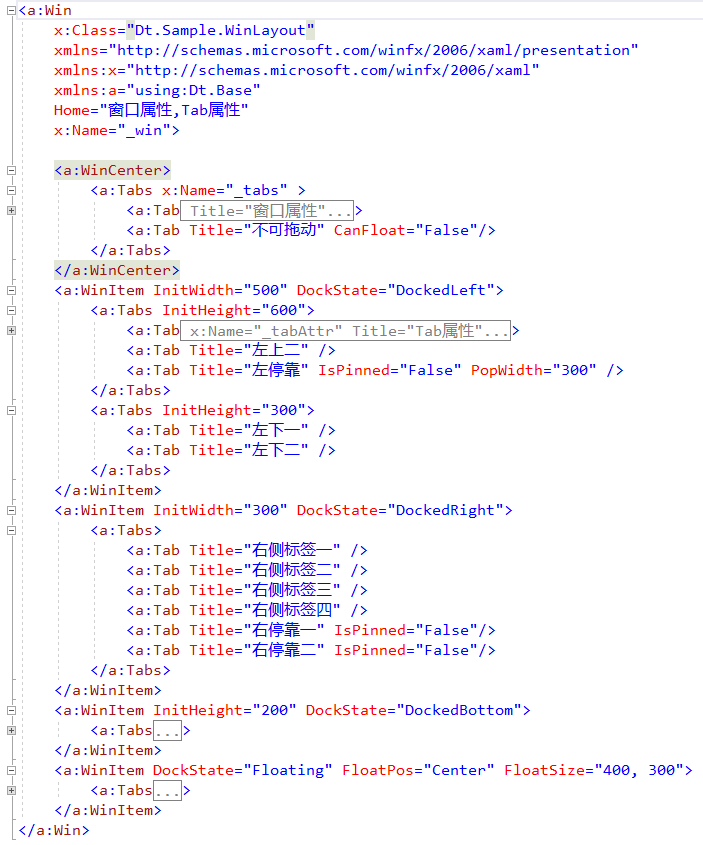 <a:Win
x:Class="Dt.Sample.WinLayout"
xmlns="http://schemas.microsoft.com/winfx/2006/xaml/presentation"
xmlns:x="http://schemas.microsoft.com/winfx/2006/xaml"
xmlns:a="using:Dt.Base"
Home="窗口属性,Tab属性"
x:Name="_win">
<a:WinCenter>
<a:Tabs x:Name="_tabs" >
<a:Tab Title="窗口属性"...>
<a:Tab Title="不可拖动" CanFloat="False"/>
</a:Tabs>
</a:WinCenter>
<a:WinItem InitWidth="500" DockState="DockedLeft">
<a:Tabs InitHeight="600">
<a:Tab x:Name="_tabAttr" Title="Tab属性"...>
<a:Tab Title="左上二" />
<a:Tab Title="左停靠" IsPinned="False" PopWidth="300" />
</a:Tabs>
<a:Tabs InitHeight="300">
<a:Tab Title="左下一" />
<a:Tab Title="左下二" />
</a:Tabs>
</a:WinItem>
<a:WinItem InitWidth="300" DockState="DockedRight">
<a:Tabs>
<a:Tab Title="右侧标签一" />
<a:Tab Title="右侧标签二" />
<a:Tab Title="右侧标签三" />
<a:Tab Title="右侧标签四" />
<a:Tab Title="右停靠一" IsPinned="False"/>
<a:Tab Title="右停靠二" IsPinned="False"/>
</a:Tabs>
</a:WinItem>
<a:WinItem InitHeight="200" DockState="DockedBottom">
<a:Tabs...>
</a:WinItem>
<a:WinItem DockState="Floating" FloatPos="Center" FloatSize="400, 300">
<a:Tabs...>
</a:WinItem>
</a:Win>